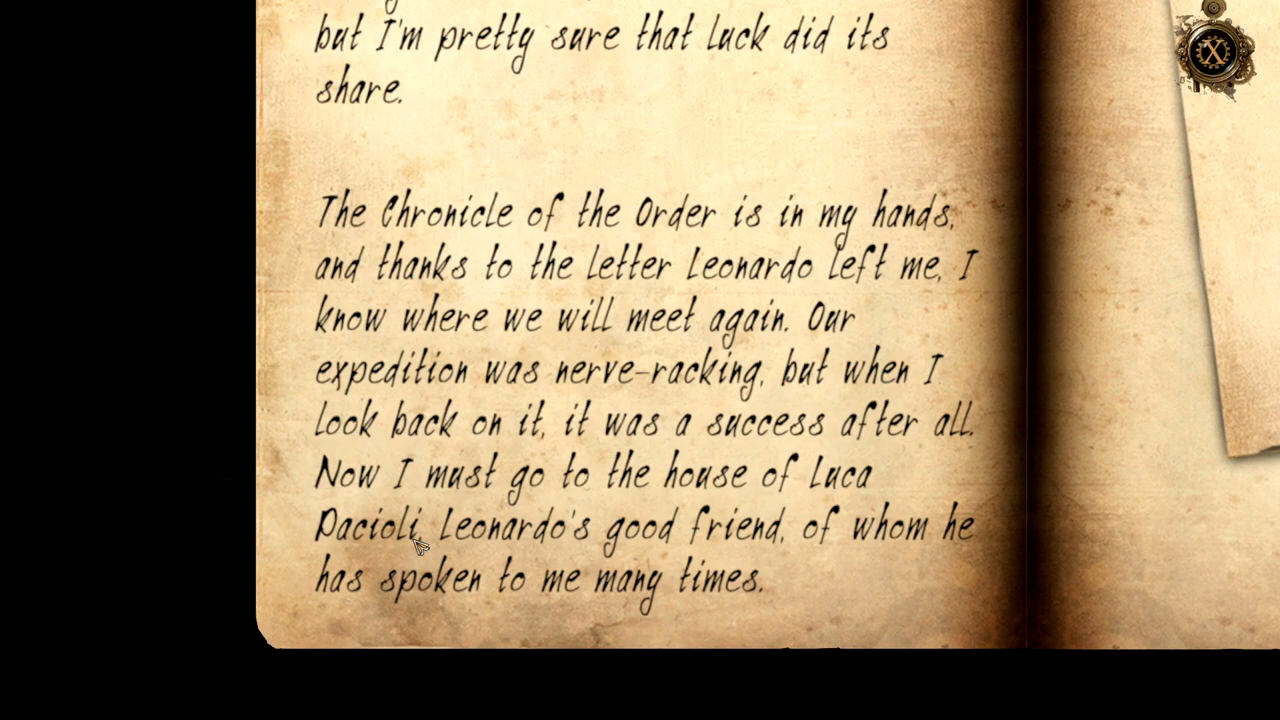 but I'm pretty sure that luck did its
share.
The Chronicle of the Order is in my hands,
and thanks to the letter Leonardo left me, I
know where we will meet again. Our
expedition was nerve-racking, but when I
look back on it, it was a success after all.
Now I must go to the house of Luca
Pacioli, Leonardo's good friend, of whom he
has spoken to me many times.
X